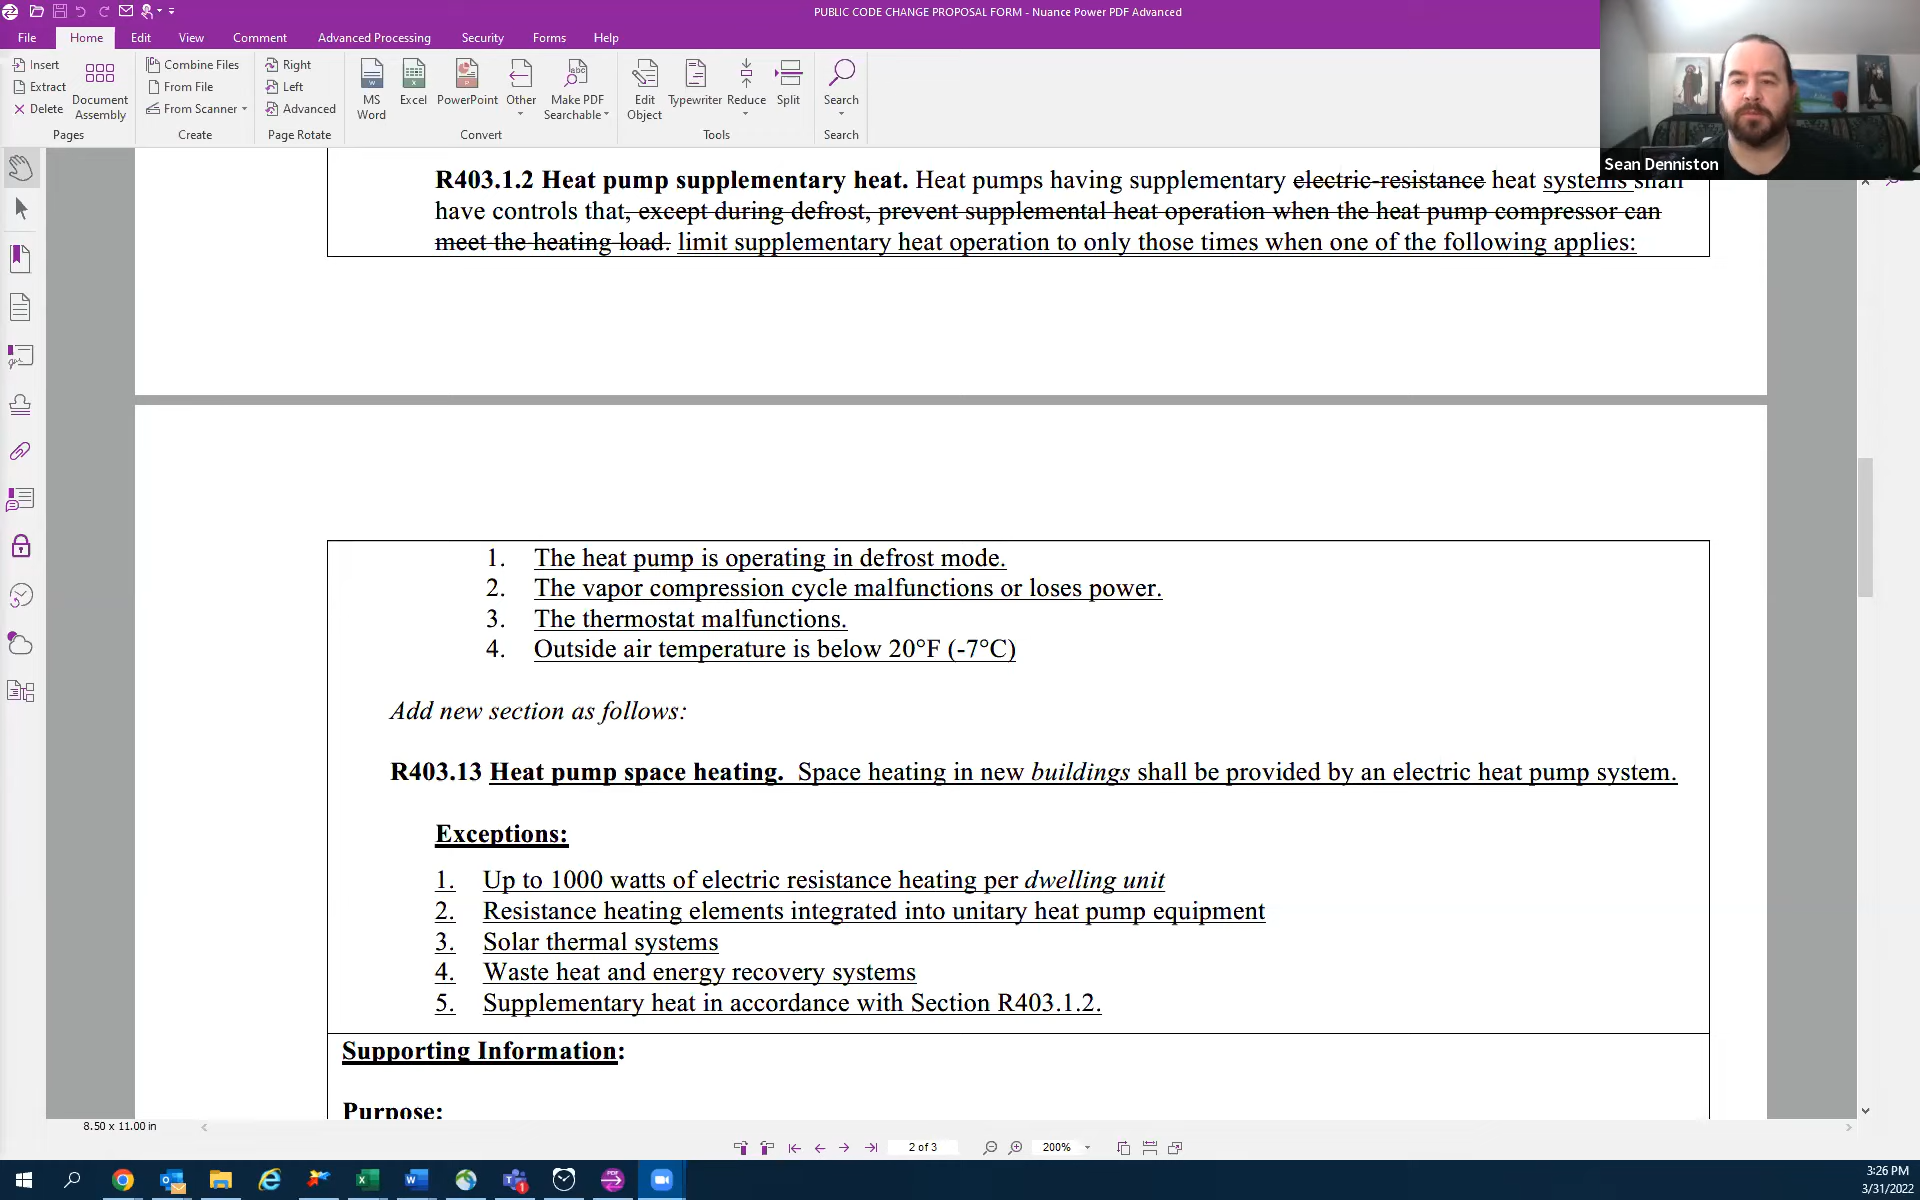 PUBLIC CODE CHANGE PROPOSAL FORM - Nuance Power PDF Advanced
File Home Edit View Comment Advanced Processing Security Forms Help
Insert
Extract
Delete
Document Assembly
Pages
Combine Files
From File
From Scanner
Create
Right
Left
Advanced
Page Rotate
MS Word
Excel
PowerPoint
Other
Make PDF Searchable
Convert
Edit Object
Typewriter
Reduce
Split
Tools
Search
Search
Sean Denniston
R403.1.2 Heat pump supplementary heat. Heat pumps having supplementary electric-resistance heat systems shall
have controls that, except during defrost, prevent supplemental heat operation when the heat pump compressor can
meet the heating load. limit supplementary heat operation to only those times when one of the following applies:
1. The heat pump is operating in defrost mode.
2. The vapor compression cycle malfunctions or loses power.
3. The thermostat malfunctions.
4. Outside air temperature is below 20°F (-7°C)
Add new section as follows:
R403.13 Heat pump space heating. Space heating in new buildings shall be provided by an electric heat pump system.
Exceptions:
1. Up to 1000 watts of electric resistance heating per dwelling unit
2. Resistance heating elements integrated into unitary heat pump equipment
3. Solar thermal systems
4. Waste heat and energy recovery systems
5. Supplementary heat in accordance with Section R403.1.2.
Supporting Information:
Purpose:
8.50 x 11.00 in
2 of 3
200%
3:26 PM
3/31/2022